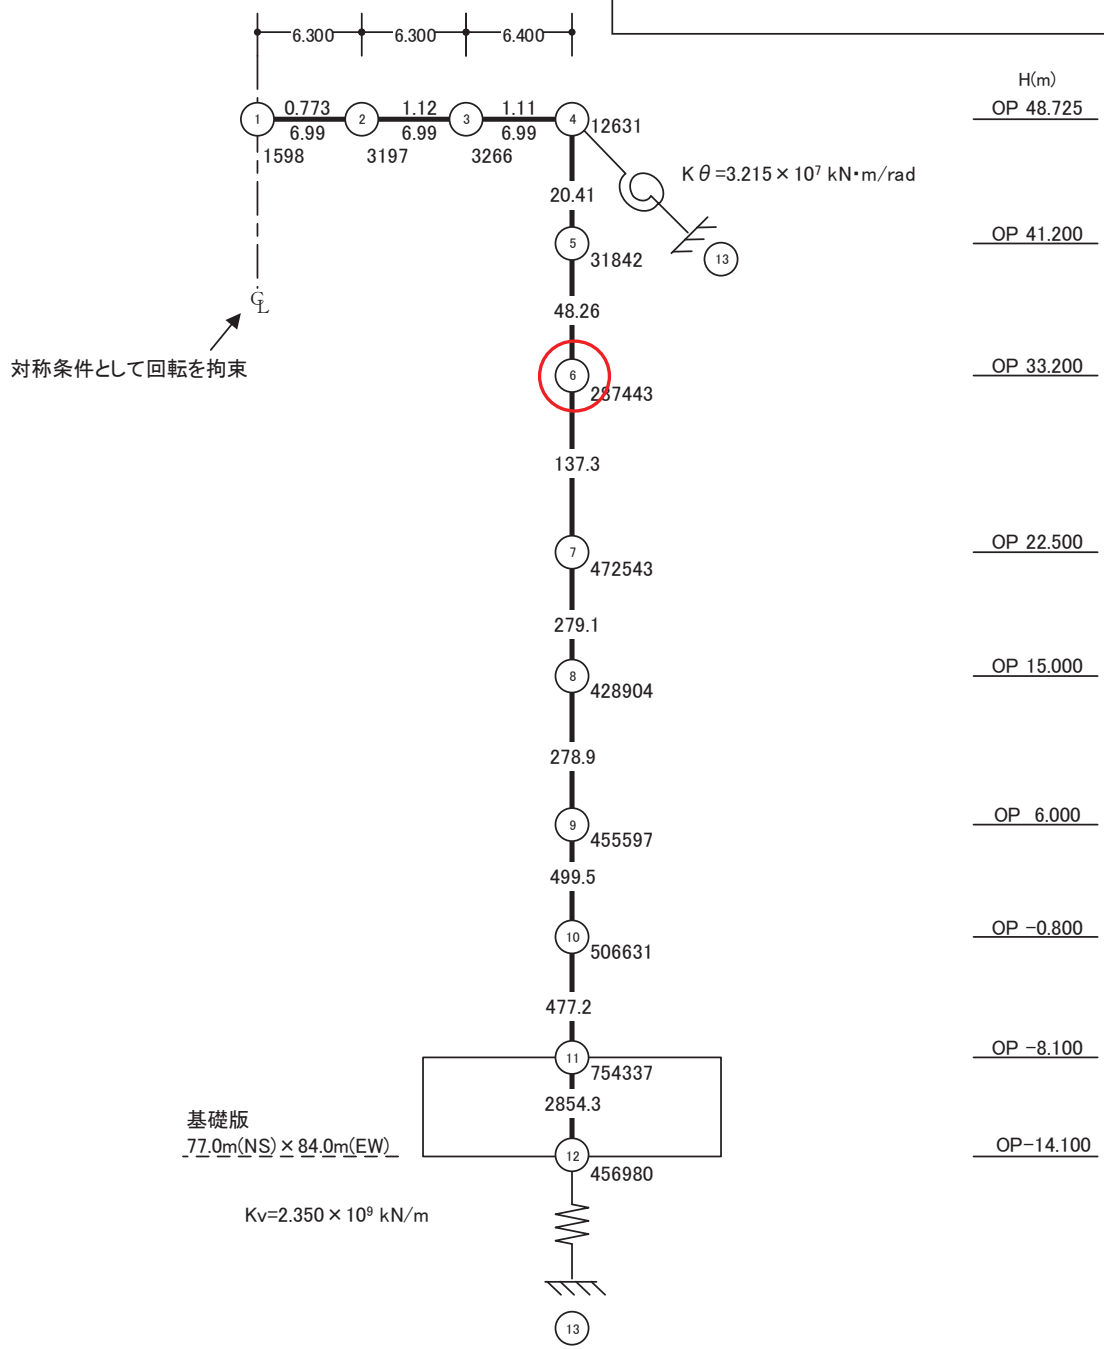 6.300 6.300 6.400
H(m)
OP 48.725
0.773 1.12 1.11
1 2 3 4
12631
6.99 6.99 6.99
1598 3197 3266
Kθ=3.215×10⁷ kN・m/rad
20.41
OP 41.200
5
31842
13
℄
48.26
対称条件として回転を拘束
OP 33.200
6
287443
137.3
OP 22.500
7
472543
279.1
OP 15.000
8
428904
278.9
OP 6.000
9
455597
499.5
OP -0.800
10
506631
477.2
OP -8.100
11
754337
2854.3
基礎版
77.0m(NS)×84.0m(EW)
OP-14.100
12
456980
Kv=2.350×10⁹ kN/m
13